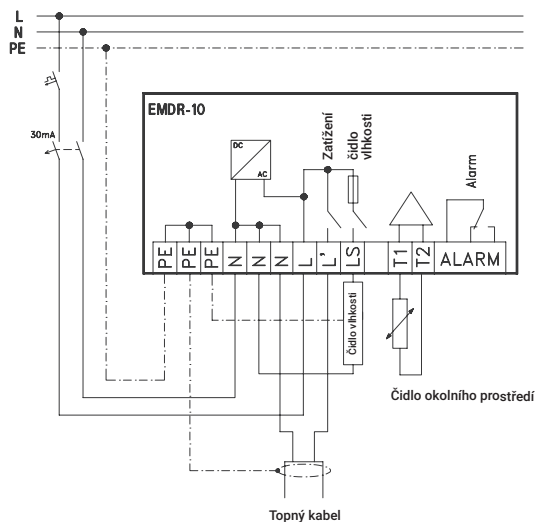 L
N
PE
30mA
EMDR-10
DC
AC
Zatížení
čidlo
vlhkosti
Alarm
PE
PE
PE
N
N
N
L
L'
LS
T1
T2
ALARM
Čidlo vlhkosti
Čidlo okolního prostředí
Topný kabel